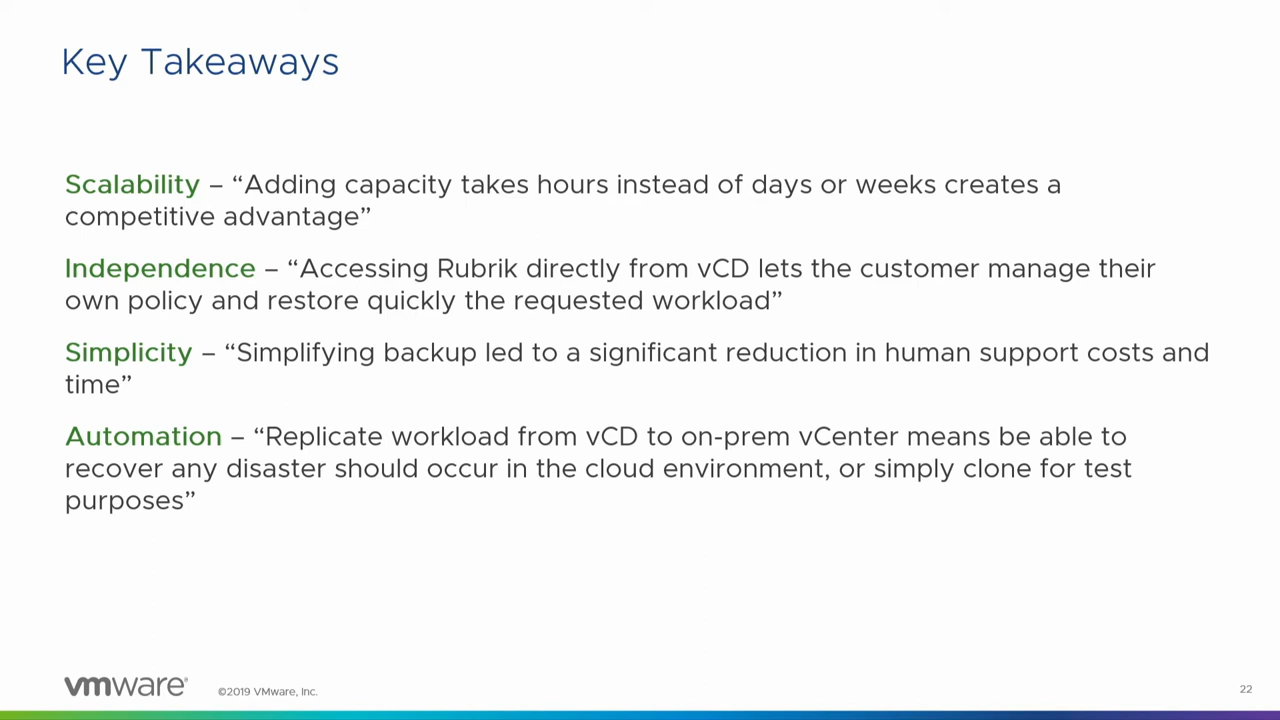 Key Takeaways
Scalability – “Adding capacity takes hours instead of days or weeks creates a
competitive advantage”
Independence – “Accessing Rubrik directly from vCD lets the customer manage their
own policy and restore quickly the requested workload”
Simplicity – “Simplifying backup led to a significant reduction in human support costs and
time”
Automation – “Replicate workload from vCD to on-prem vCenter means be able to
recover any disaster should occur in the cloud environment, or simply clone for test
purposes”
vmware®
©2019 VMware, Inc.
22